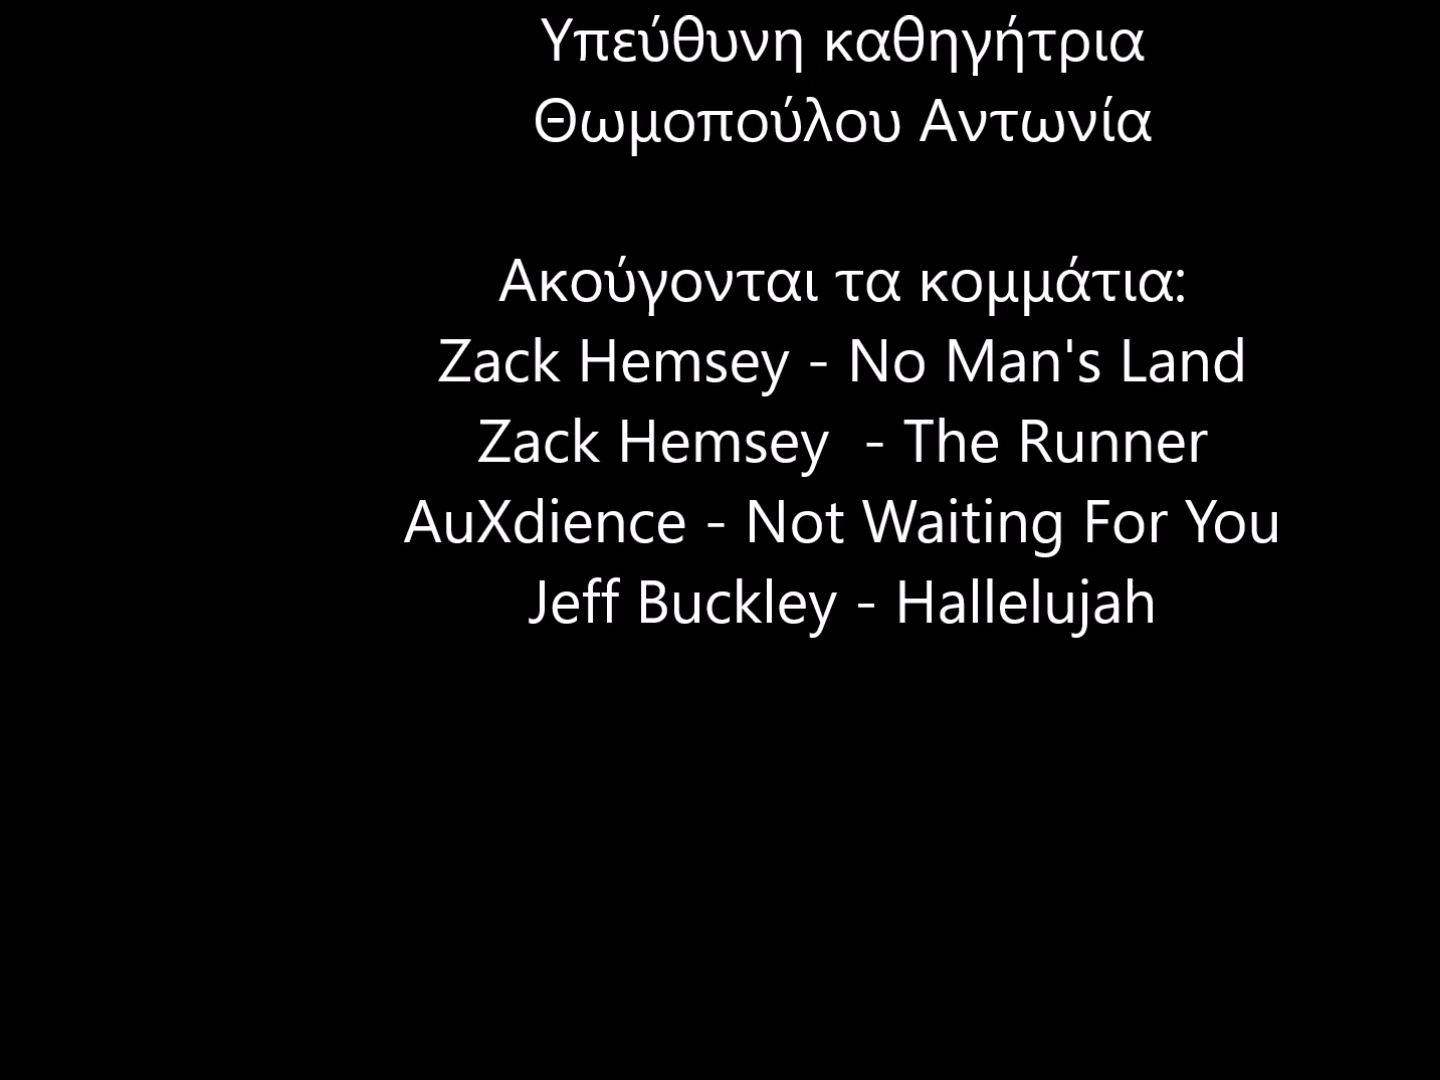 Υπεύθυνη καθηγήτρια
Θωμοπούλου Αντωνία
Ακούγονται τα κομμάτια:
Zack Hemsey - No Man's Land
Zack Hemsey  - The Runner
AuXdience - Not Waiting For You
Jeff Buckley - Hallelujah